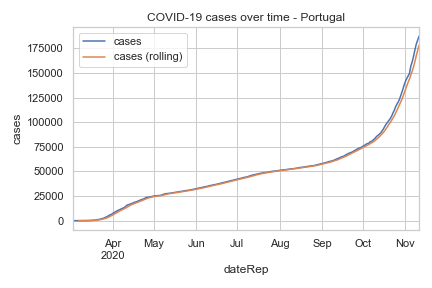 COVID-19 cases over time - Portugal
cases
cases (rolling)
175000
150000
125000
100000
75000
50000
25000
0
cases
Apr May Jun Jul Aug Sep Oct Nov
2020
dateRep